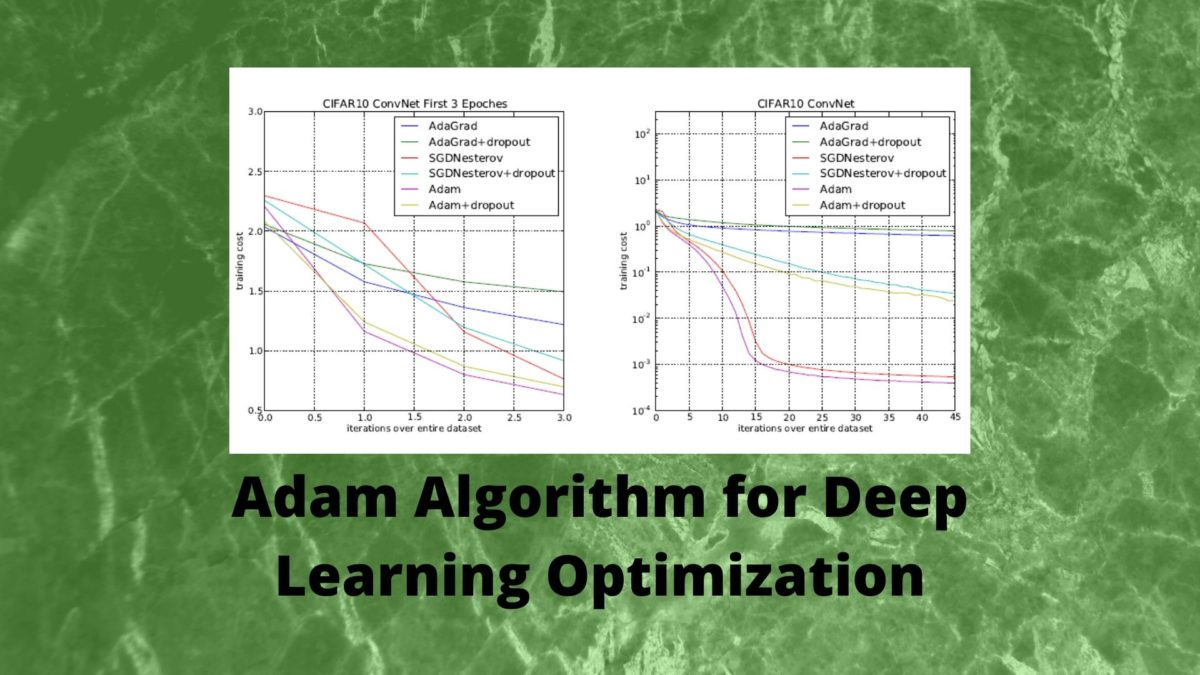 CIFAR10 ConvNet First 3 Epoches
3.0
2.5
2.0
1.5
1.0
0.5
training cost
AdaGrad
AdaGrad+dropout
SGDNesterov
SGDNesterov+dropout
Adam
Adam+dropout
0.0 0.5 1.0 1.5 2.0 2.5 3.0
iterations over entire dataset
CIFAR10 ConvNet
10²
10¹
10⁰
10⁻¹
10⁻²
10⁻³
10⁻⁴
training cost
AdaGrad
AdaGrad+dropout
SGDNesterov
SGDNesterov+dropout
Adam
Adam+dropout
0 5 10 15 20 25 30 35 40 45
iterations over entire dataset
Adam Algorithm for Deep
Learning Optimization